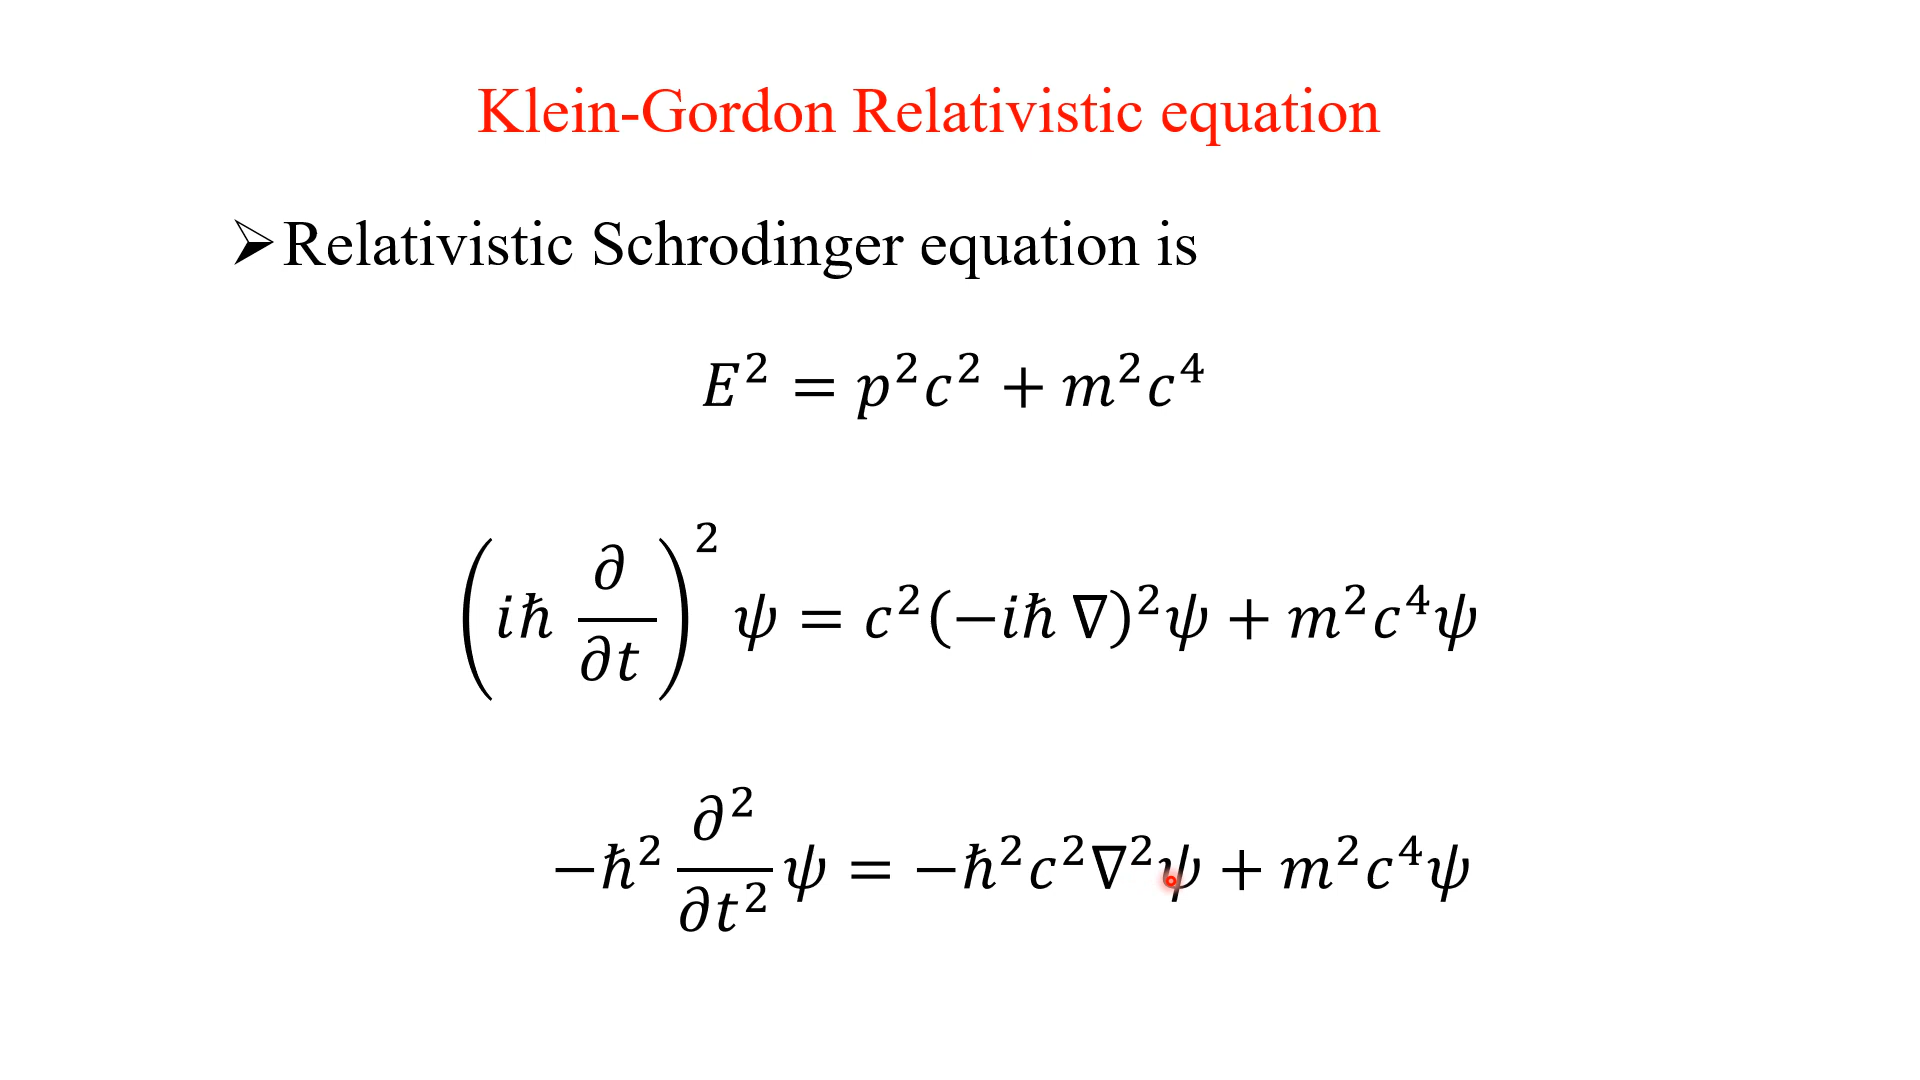 Klein-Gordon Relativistic equation
➢Relativistic Schrodinger equation is
E² = p²c² + m²c⁴
(iħ ∂/∂t)² ψ = c²(−iħ ∇)²ψ + m²c⁴ψ
−ħ² ∂²/∂t² ψ = −ħ²c²∇²ψ + m²c⁴ψ